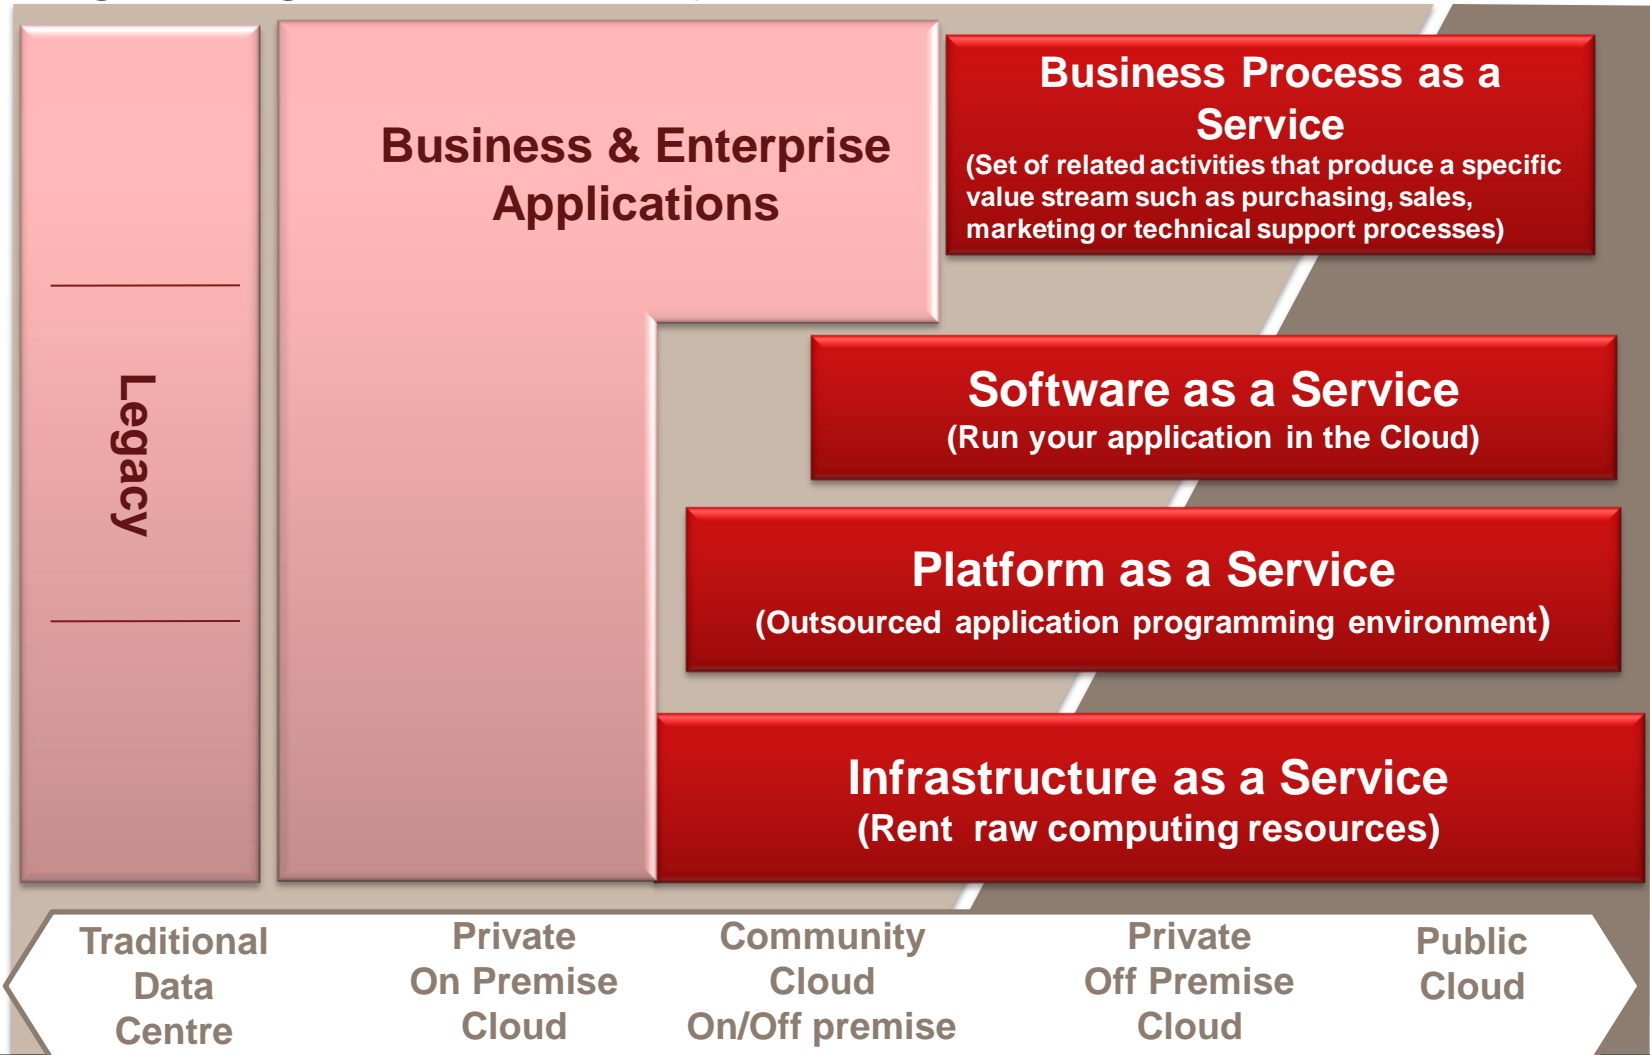 Business & Enterprise
Applications
Business Process as a
Service
(Set of related activities that produce a specific
value stream such as purchasing, sales,
marketing or technical support processes)
Legacy
Software as a Service
(Run your application in the Cloud)
Platform as a Service
(Outsourced application programming environment)
Infrastructure as a Service
(Rent raw computing resources)
Traditional
Data
Centre
Private
On Premise
Cloud
Community
Cloud
On/Off premise
Private
Off Premise
Cloud
Public
Cloud